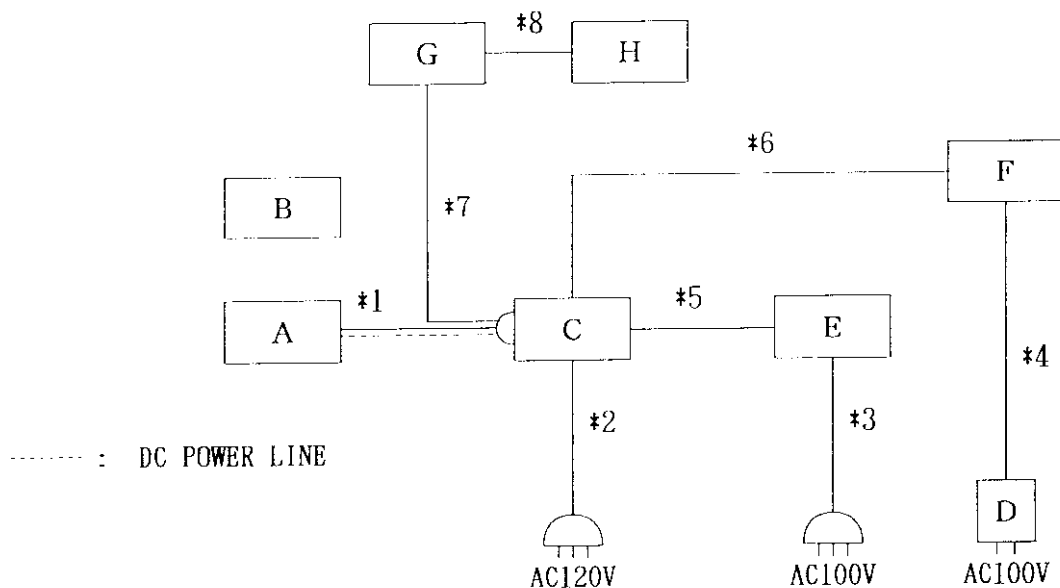 *8
G
H
*6
F
B
*7
*1
*5
A
C
E
*4
*2
*3
-------- : DC POWER LINE
D
AC120V
AC100V
AC100V